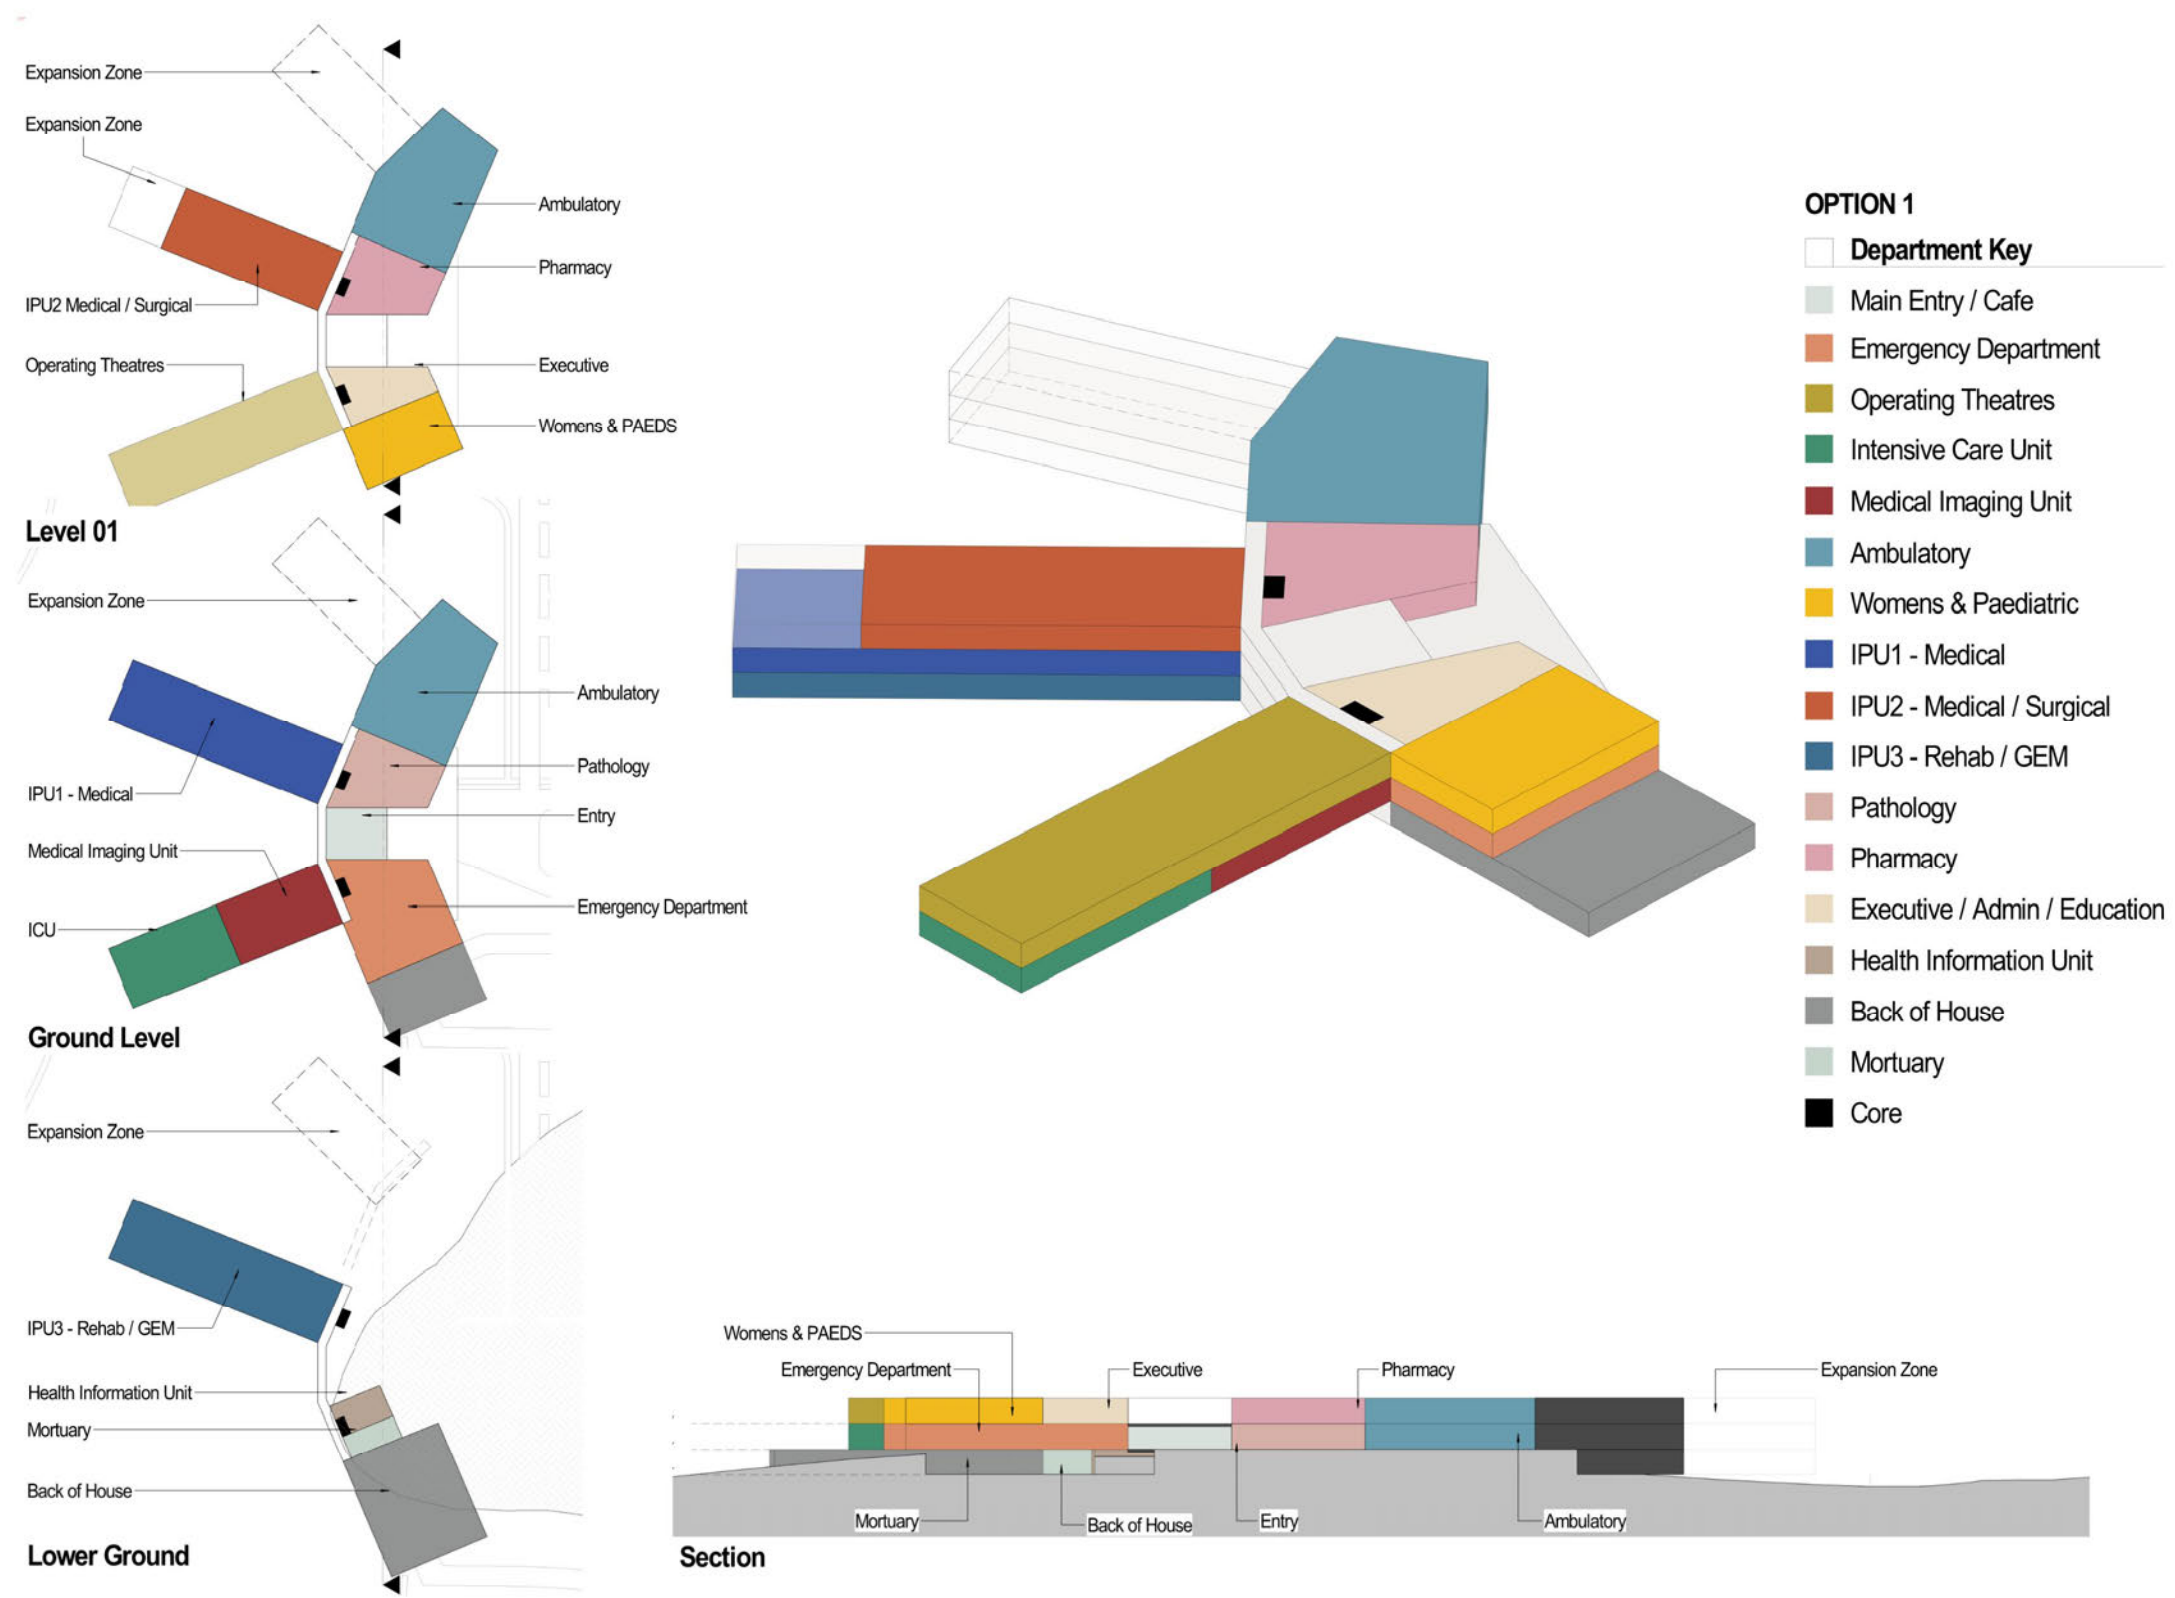 Expansion Zone
Expansion Zone
Ambulatory
Pharmacy
IPU2 Medical / Surgical
Operating Theatres
Executive
Womens & PAEDS
Level 01
Expansion Zone
Ambulatory
Pathology
IPU1 - Medical
Entry
Medical Imaging Unit
Emergency Department
ICU
Ground Level
Expansion Zone
IPU3 - Rehab / GEM
Health Information Unit
Mortuary
Back of House
Lower Ground
OPTION 1
Department Key
Main Entry / Cafe
Emergency Department
Operating Theatres
Intensive Care Unit
Medical Imaging Unit
Ambulatory
Womens & Paediatric
IPU1 - Medical
IPU2 - Medical / Surgical
IPU3 - Rehab / GEM
Pathology
Pharmacy
Executive / Admin / Education
Health Information Unit
Back of House
Mortuary
Core
Womens & PAEDS
Emergency Department
Executive
Pharmacy
Expansion Zone
Mortuary
Back of House
Entry
Ambulatory
Section